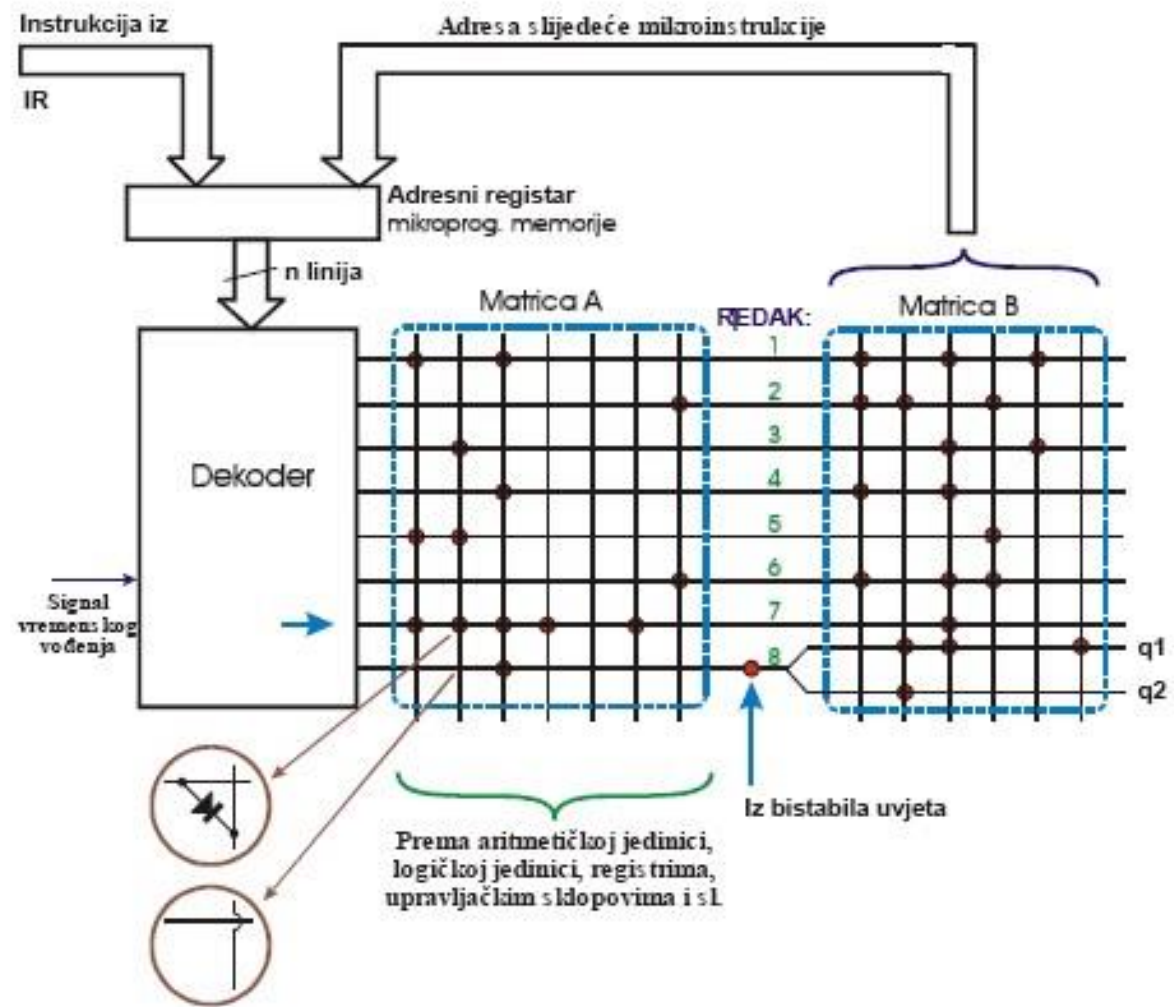 Instrukcija iz
IR
Adresa slijedeće mikroinstrukcije
Adresni registar
mikroprog. memorije
n linija
Matrica A
REDAK:
Matrica B
1
2
3
4
5
6
7
8
Dekoder
Signal
vremenskog
vođenja
q1
q2
Iz bistabila uvjeta
Prema aritmetičkoj jedinici,
logičkoj jedinici, registrima,
upravljačkim sklopovima i sl.